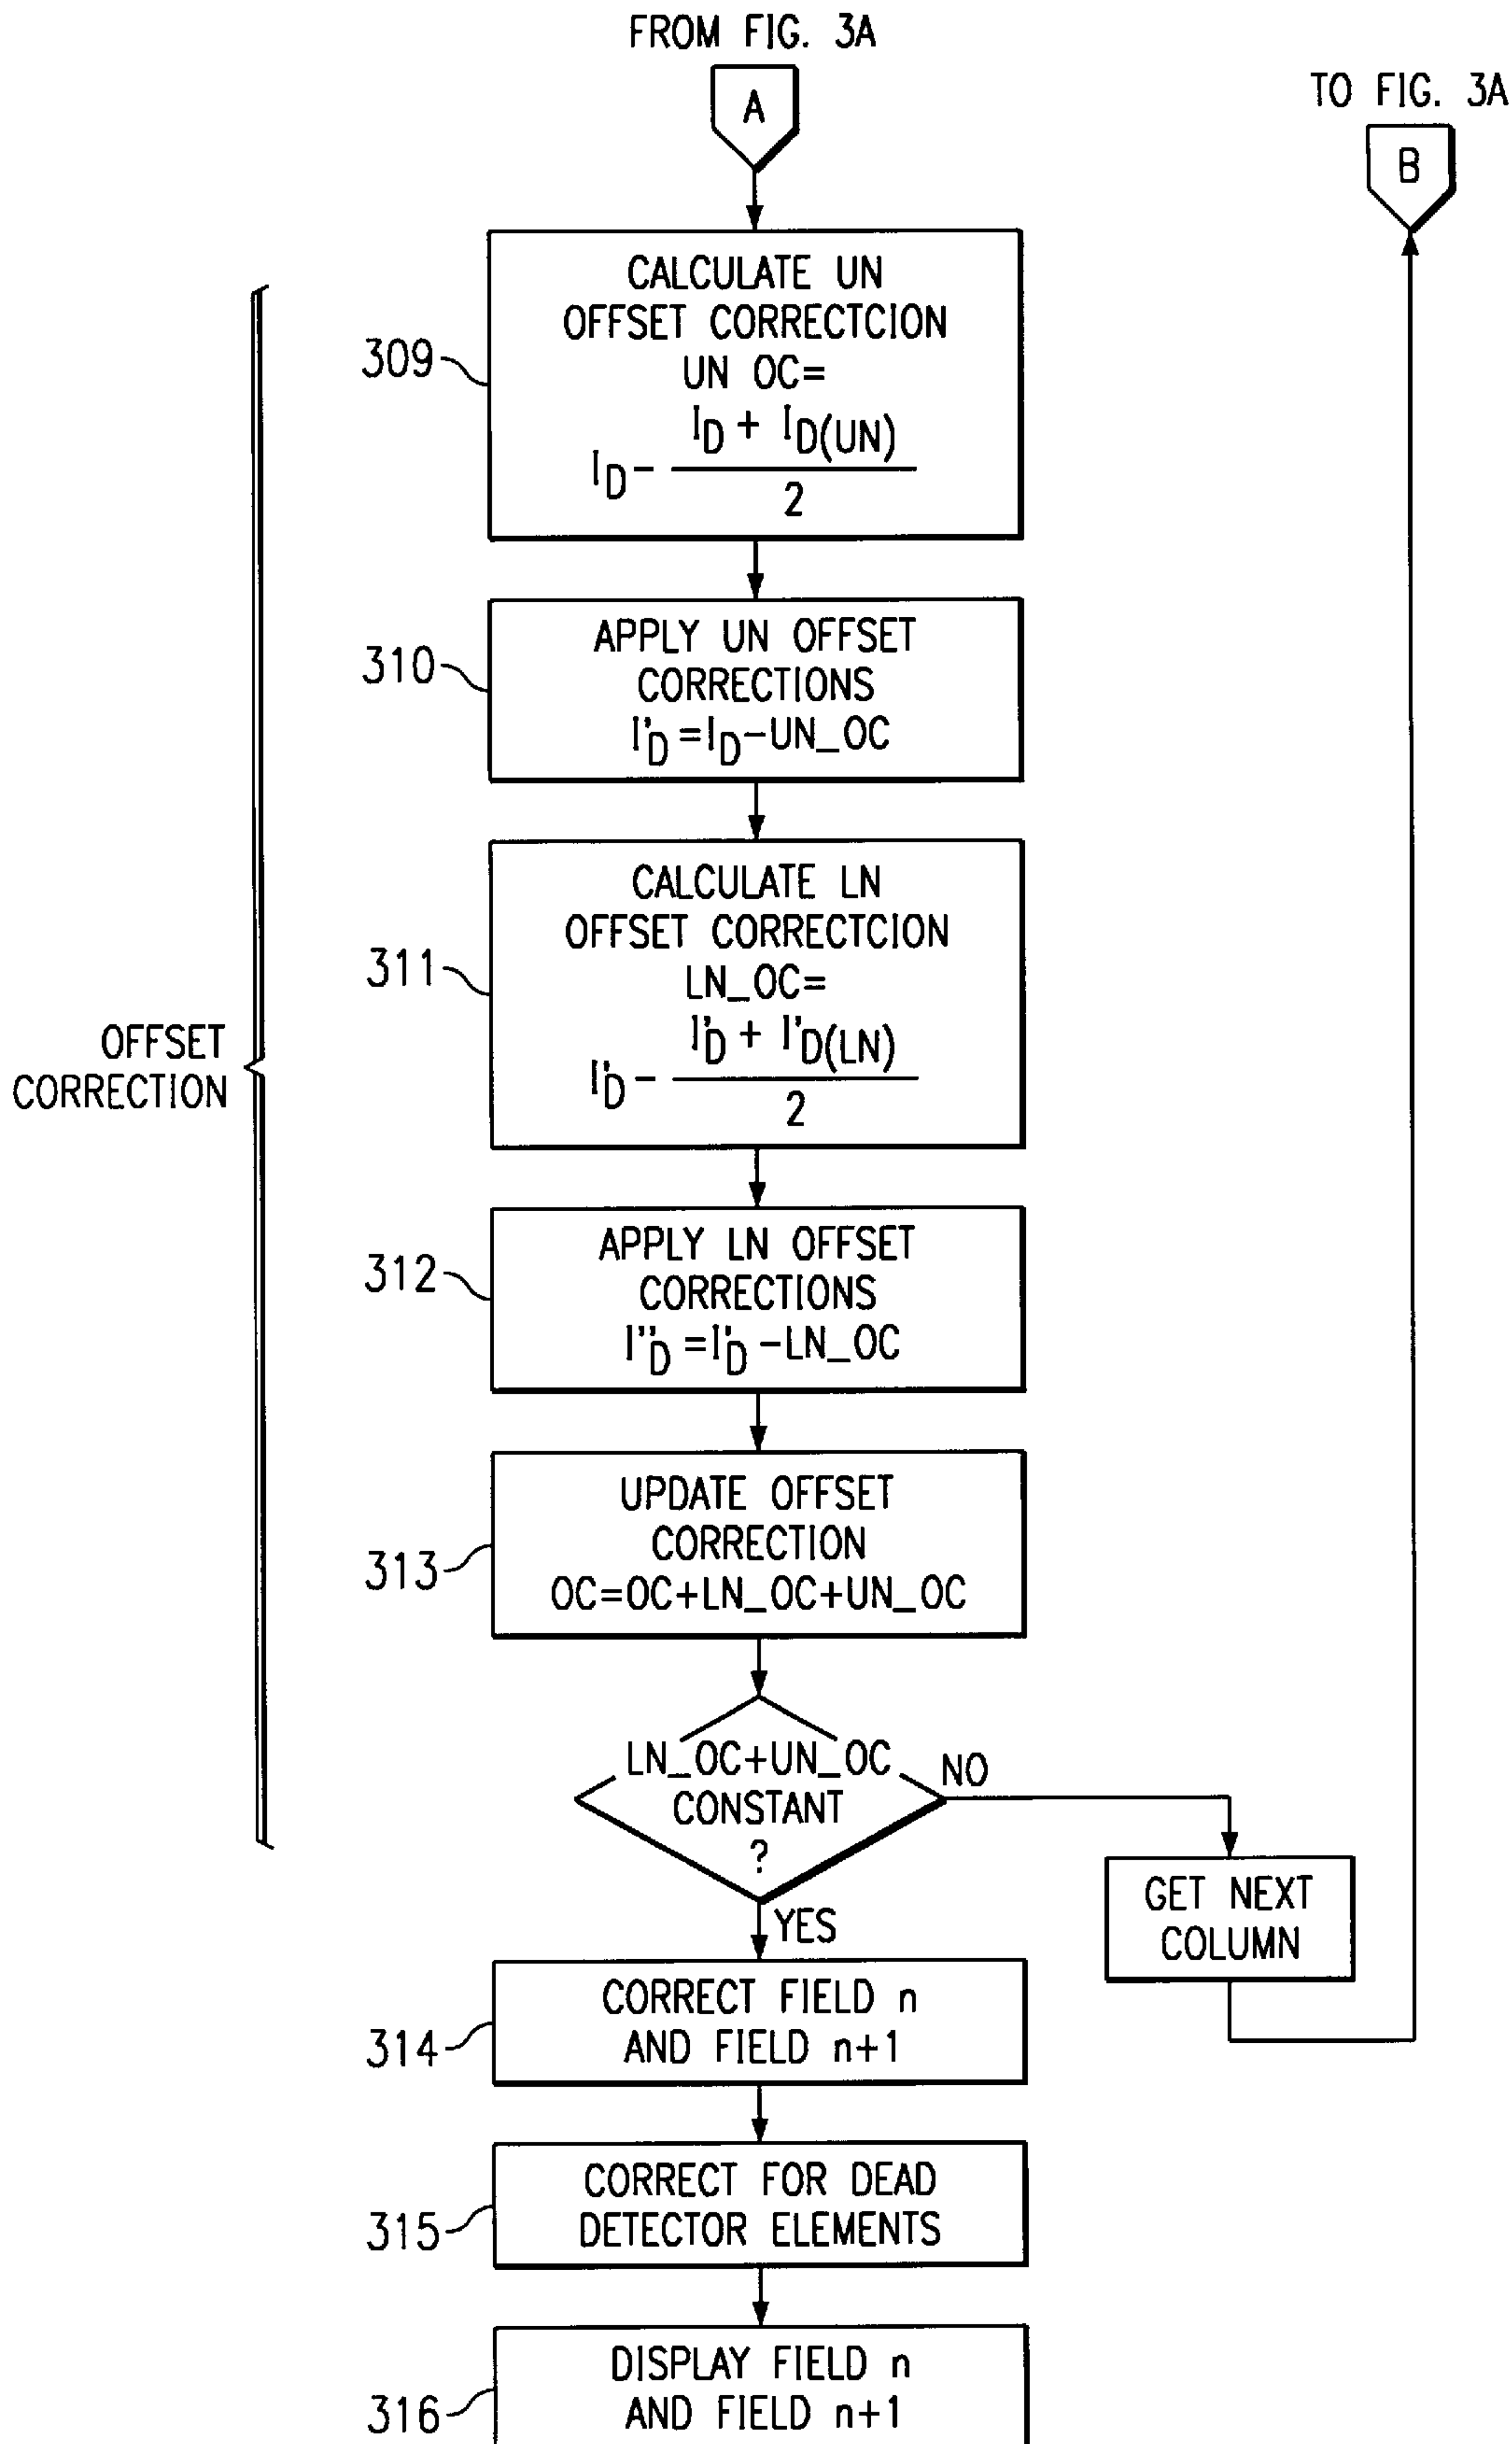 FROM FIG. 3A
A
TO FIG. 3A
B
309
CALCULATE UN
OFFSET CORRECTCION
UN OC=
I_D - (I_D + I_D(UN)) / 2
310
APPLY UN OFFSET
CORRECTIONS
I'_D = I_D - UN_OC
311
CALCULATE LN
OFFSET CORRECTCION
LN_OC=
I'_D - (I'_D + I'_D(LN)) / 2
OFFSET
CORRECTION
312
APPLY LN OFFSET
CORRECTIONS
I''_D = I'_D - LN_OC
313
UPDATE OFFSET
CORRECTION
OC=OC+LN_OC+UN_OC
LN_OC+UN_OC
CONSTANT
?
NO
GET NEXT
COLUMN
YES
314
CORRECT FIELD n
AND FIELD n+1
315
CORRECT FOR DEAD
DETECTOR ELEMENTS
316
DISPLAY FIELD n
AND FIELD n+1